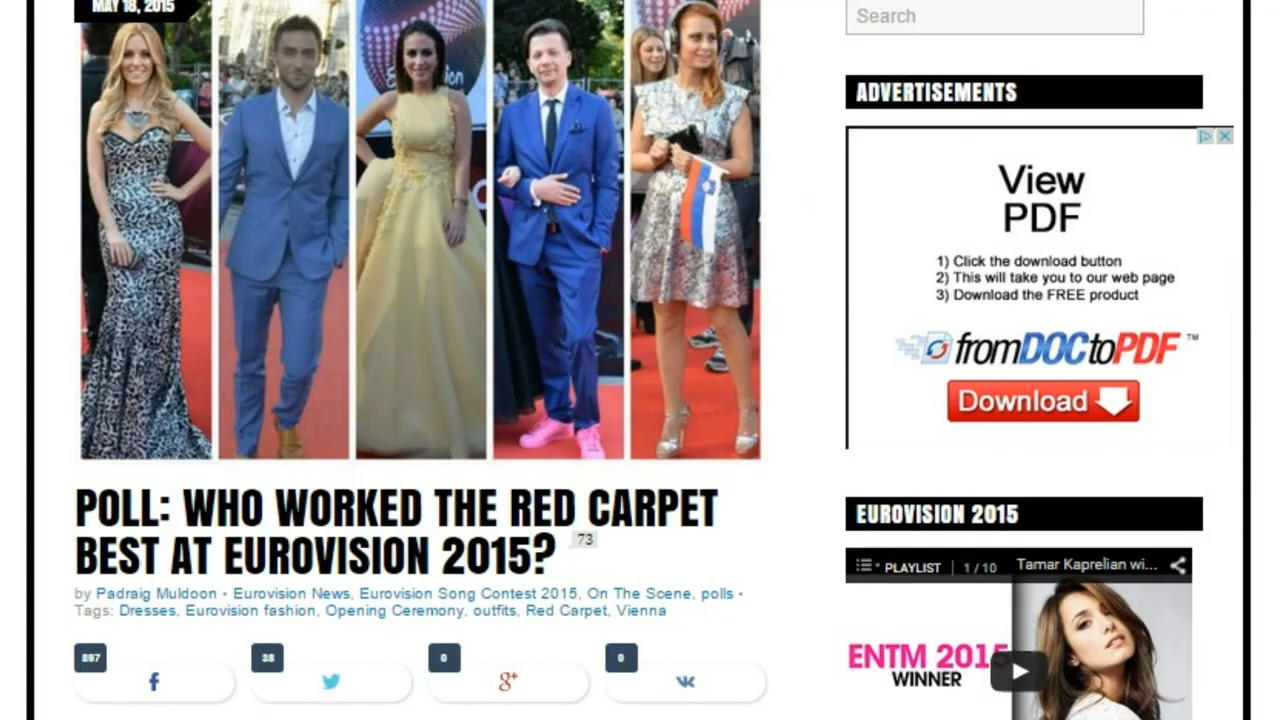 MAY 18, 2015
Search
ADVERTISEMENTS
View
PDF
1) Click the download button
2) This will take you to our web page
3) Download the FREE product
fromDOCtoPDF™
Download
POLL: WHO WORKED THE RED CARPET
BEST AT EUROVISION 2015? 73
by Padraig Muldoon • Eurovision News, Eurovision Song Contest 2015, On The Scene, polls •
Tags: Dresses, Eurovision fashion, Opening Ceremony, outfits, Red Carpet, Vienna
897
38
0
0
EUROVISION 2015
PLAYLIST | 1 / 10 Tamar Kaprelian wi...
ENTM 2015
WINNER